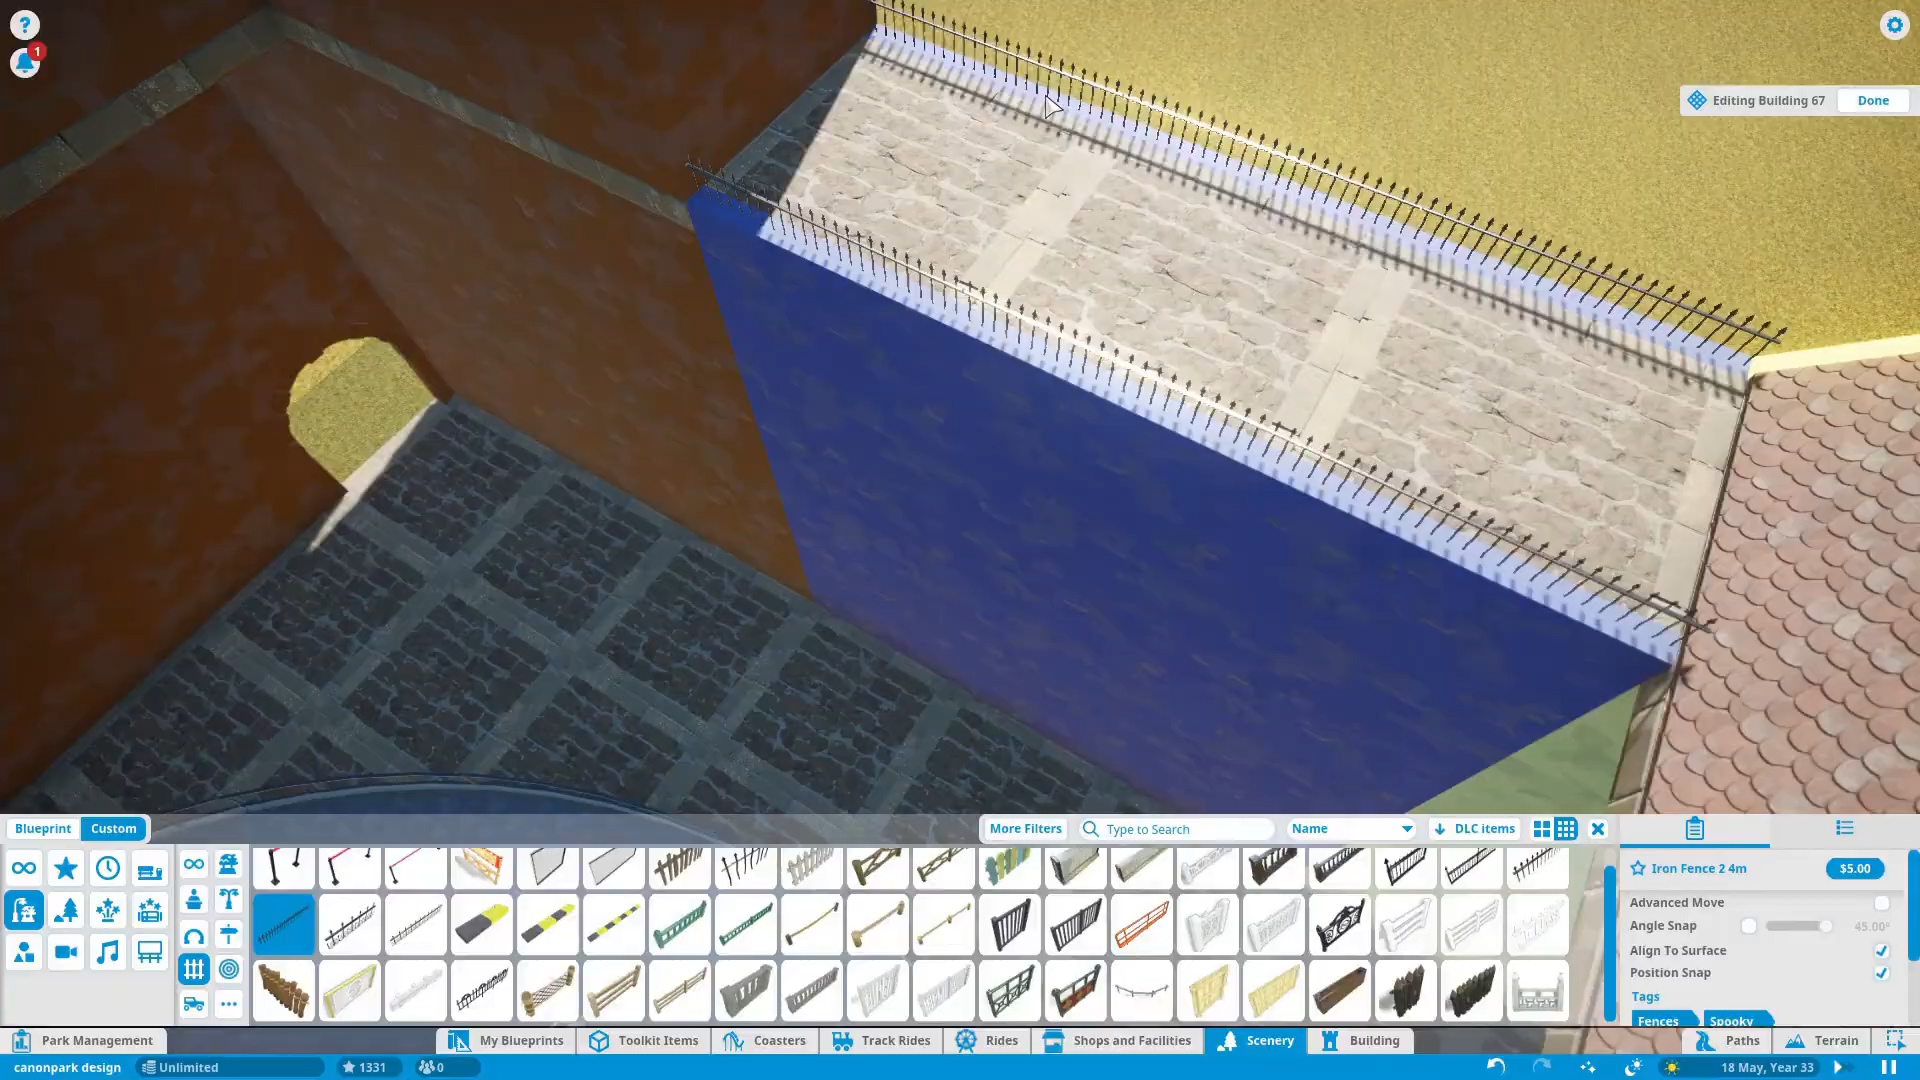 ?
1
Editing Building 67
Done
Blueprint
Custom
More Filters
Type to Search
Name
DLC items
Iron Fence 2 4m
$5.00
Advanced Move
Angle Snap
45.00°
Align To Surface
Position Snap
Tags
Fences
Spooky
Park Management
My Blueprints
Toolkit Items
Coasters
Track Rides
Rides
Shops and Facilities
Scenery
Building
Paths
Terrain
canonpark design
Unlimited
1331
0
18 May, Year 33